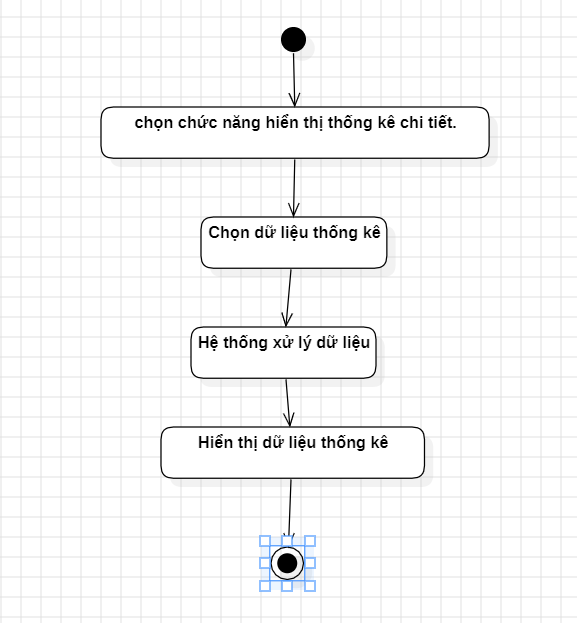 chọn chức năng hiển thị thống kê chi tiết.
Chọn dữ liệu thống kê
Hệ thống xử lý dữ liệu
Hiển thị dữ liệu thống kê